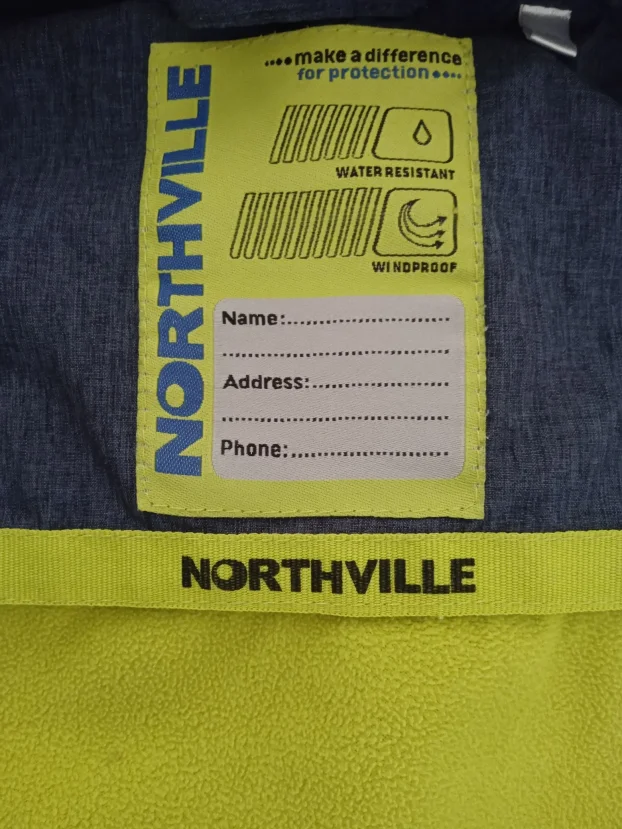 NORTHVILLE
....make a difference
for protection....
WATER RESISTANT
WINDPROOF
Name:
Address:
Phone:
NORTHVILLE